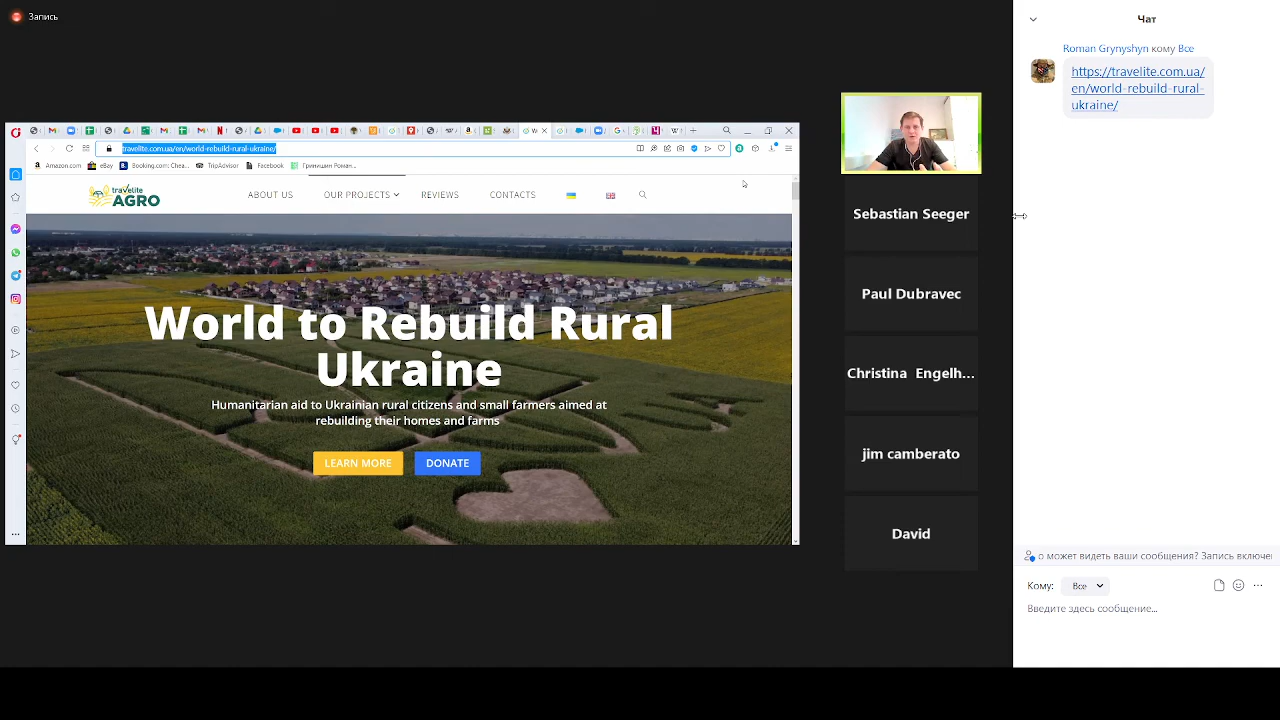 Запись
travelite.com.ua/en/world-rebuild-rural-ukraine/
Amazon.com eBay Booking.com: Chea... TripAdvisor Facebook Гринишин Роман...
travelite
AGRO
ABOUT US OUR PROJECTS REVIEWS CONTACTS
World to Rebuild Rural
Ukraine
Humanitarian aid to Ukrainian rural citizens and small farmers aimed at
rebuilding their homes and farms
LEARN MORE DONATE
Sebastian Seeger
Paul Dubravec
Christina Engelh...
jim camberato
David
Чат
Roman Grynyshyn кому Все
https://travelite.com.ua/
en/world-rebuild-rural-
ukraine/
о может видеть ваши сообщения? Запись включен
Кому: Все
Введите здесь сообщение...